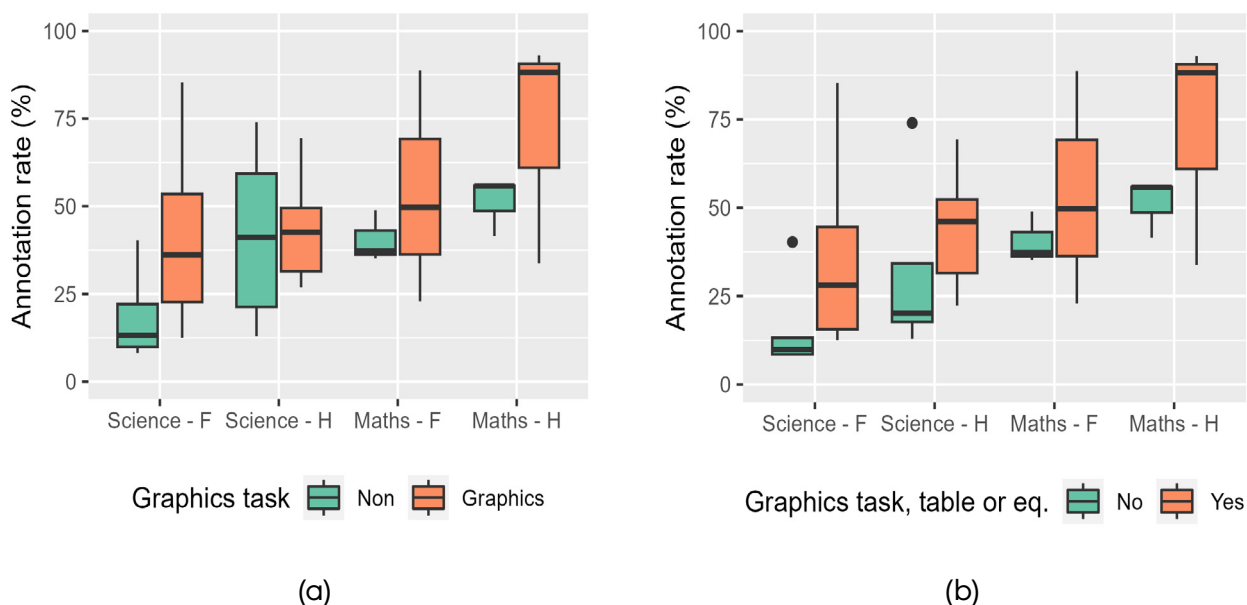 Annotation rate (%)
100
75
50
25
0
Science - F Science - H Maths - F Maths - H
Graphics task Non Graphics
(a)
Annotation rate (%)
100
75
50
25
0
Science - F Science - H Maths - F Maths - H
Graphics task, table or eq. No Yes
(b)